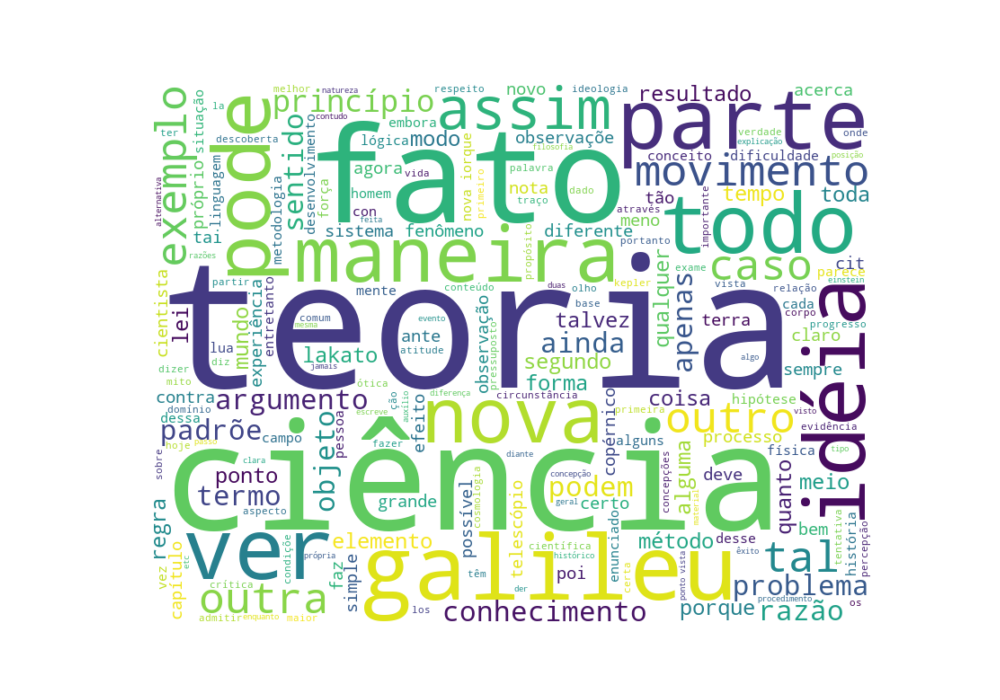 teoria
ciência
fato
galileu
parte
idéia
ver
nova
todo
pode
maneira
assim
exemplo
movimento
caso
outro
outra
tal
princípio
sentido
argumento
padrõe
termo
objeto
conhecimento
problema
razão
podem
ainda
apenas
resultado
modo
observaçõe
novo
acerca
embora
lógica
agora
nota
nova iorque
tempo
toda
conceito
dificuldade
tão
meno
diferente
sistema
fenômeno
homem
vida
con
força
desenvolvimento
metodologia
linguagem
próprio
situação
tai
cientista
lei
mundo
experiência
entretanto
lua
lakato
mente
ante
atitude
comum
mesma
evento
jamais
observação
pressuposto
talvez
segundo
forma
terra
qualquer
coisa
claro
sempre
cit
parece
cada
corpo
progresso
hipótese
evidência
visto
processo
física
deve
alguma
quanto
meio
bem
história
percepção
tentativa
método
desse
porque
os
procedimento
ponto vista
êxito
certa
enunciado
científica
histórico
telescópio
elemento
possível
cosmologia
têm
der
poi
los
simple
faz
condiçõe
própria
crítica
admitir
enquanto
maior
etc
capítulo
vez
regra
aspecto
grande
ponto
clara
campo
hoje
sobre
domínio
dessa
contra
mito
dizer
diz
partir
razões
alternativa
feita
ter
la
descoberta
natureza
contudo
melhor
respeito
ideologia
filosofia
palavra
primeiro
traço
dado
através
portanto
importante
verdade
explicação
onde
posição
einstein
relação
vista
exame
kepler
base
olho
duas
propósito
conteúdo
algo
circunstância
diferença
escreve
auxílio
ótica
ção
efeito
pessoa
fazer
diante
concepção
geral
certo
alguns
copérnico
primeira
concepções
material
tipo